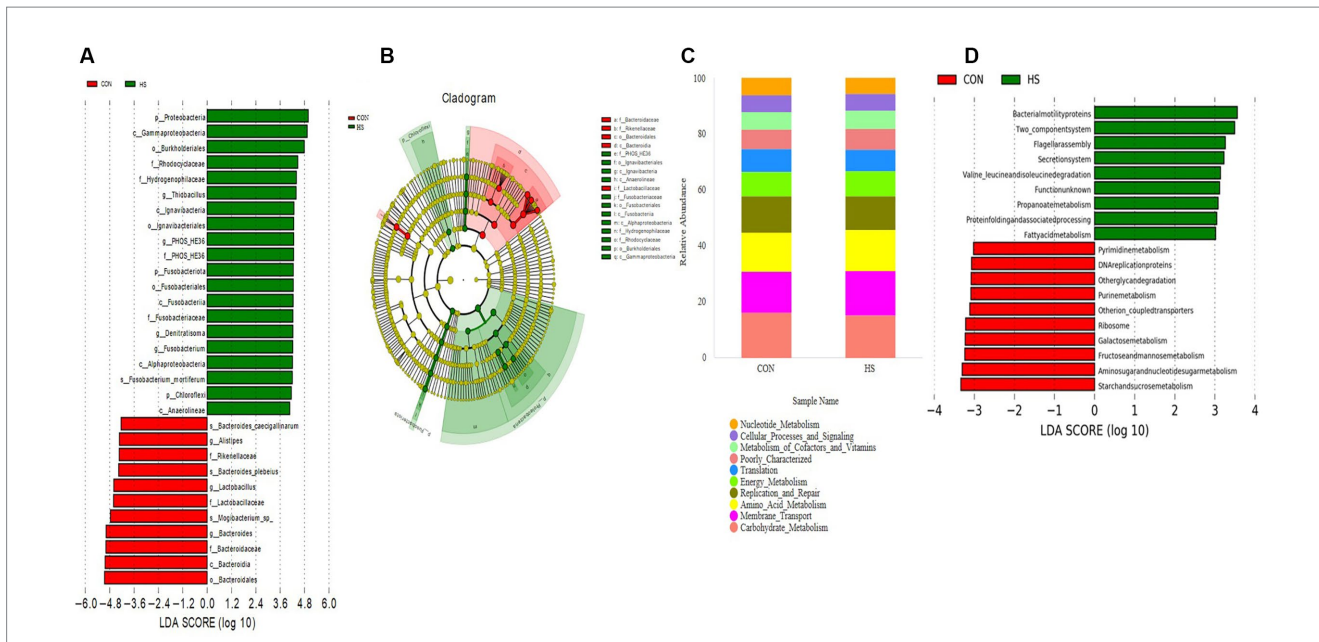 A
CON HS
p__Proteobacteria
c__Gammaproteobacteria
o__Burkholderiales
f__Rhodocyclaceae
f__Hydrogenophilaceae
g__Thiobacillus
c__Ignavibacteria
o__Ignavibacteriales
g__PHOS_HE36
f__PHOS_HE36
p__Fusobacteriota
o__Fusobacteriales
c__Fusobacteriia
f__Fusobacteriaceae
g__Denitratisoma
g__Fusobacterium
c__Alphaproteobacteria
s__Fusobacterium_mortiferum
p__Chloroflexi
c__Anaerolineae
s__Bacteroides_caecigallinarum
g__Alistipes
f__Rikenellaceae
s__Bacteroides_plebeius
g__Lactobacillus
f__Lactobacillaceae
s__Mogibacterium_sp_
g__Bacteroides
f__Bacteroidaceae
c__Bacteroidia
o__Bacteroidales
−6.0 −4.8 −3.6 −2.4 −1.2 0.0 1.2 2.4 3.6 4.8 6.0
LDA SCORE (log 10)
B
Cladogram
CON
HS
p__Chloroflexi
p__Proteobacteria
p__Fusobacteriota
a: f__Bacteroidaceae
b: f__Rikenellaceae
c: o__Bacteroidales
d: c__Bacteroidia
e: f__PHOS_HE36
f: o__Ignavibacteriales
g: c__Ignavibacteria
h: c__Anaerolineae
i: f__Lactobacillaceae
j: f__Fusobacteriaceae
k: o__Fusobacteriales
l: c__Fusobacteriia
m: c__Alphaproteobacteria
n: f__Hydrogenophilaceae
o: f__Rhodocyclaceae
p: o__Burkholderiales
q: c__Gammaproteobacteria
C
Relative Abundance
100
80
60
40
20
0
CON HS
Sample Name
Nucleotide_Metabolism
Cellular_Processes_and_Signaling
Metabolism_of_Cofactors_and_Vitamins
Poorly_Characterized
Translation
Energy_Metabolism
Replication_and_Repair
Amino_Acid_Metabolism
Membrane_Transport
Carbohydrate_Metabolism
D
CON HS
Bacterialmotilityproteins
Two_componentsystem
Flagellarassembly
Secretionsystem
Valine_leucineandisoleucinedegradation
Functionunknown
Propanoatemetabolism
Proteinfoldingandassociatedprocessing
Fattyacidmetabolism
Pyrimidinemetabolism
DNAreplicationproteins
Otherglycandegradation
Purinemetabolism
Otherion_coupledtransporters
Ribosome
Galactosemetabolism
Fructoseandmannosemetabolism
Aminosugarandnucleotidesugarmetabolism
Starchandsucrosemetabolism
−4 −3 −2 −1 0 1 2 3 4
LDA SCORE (log 10)